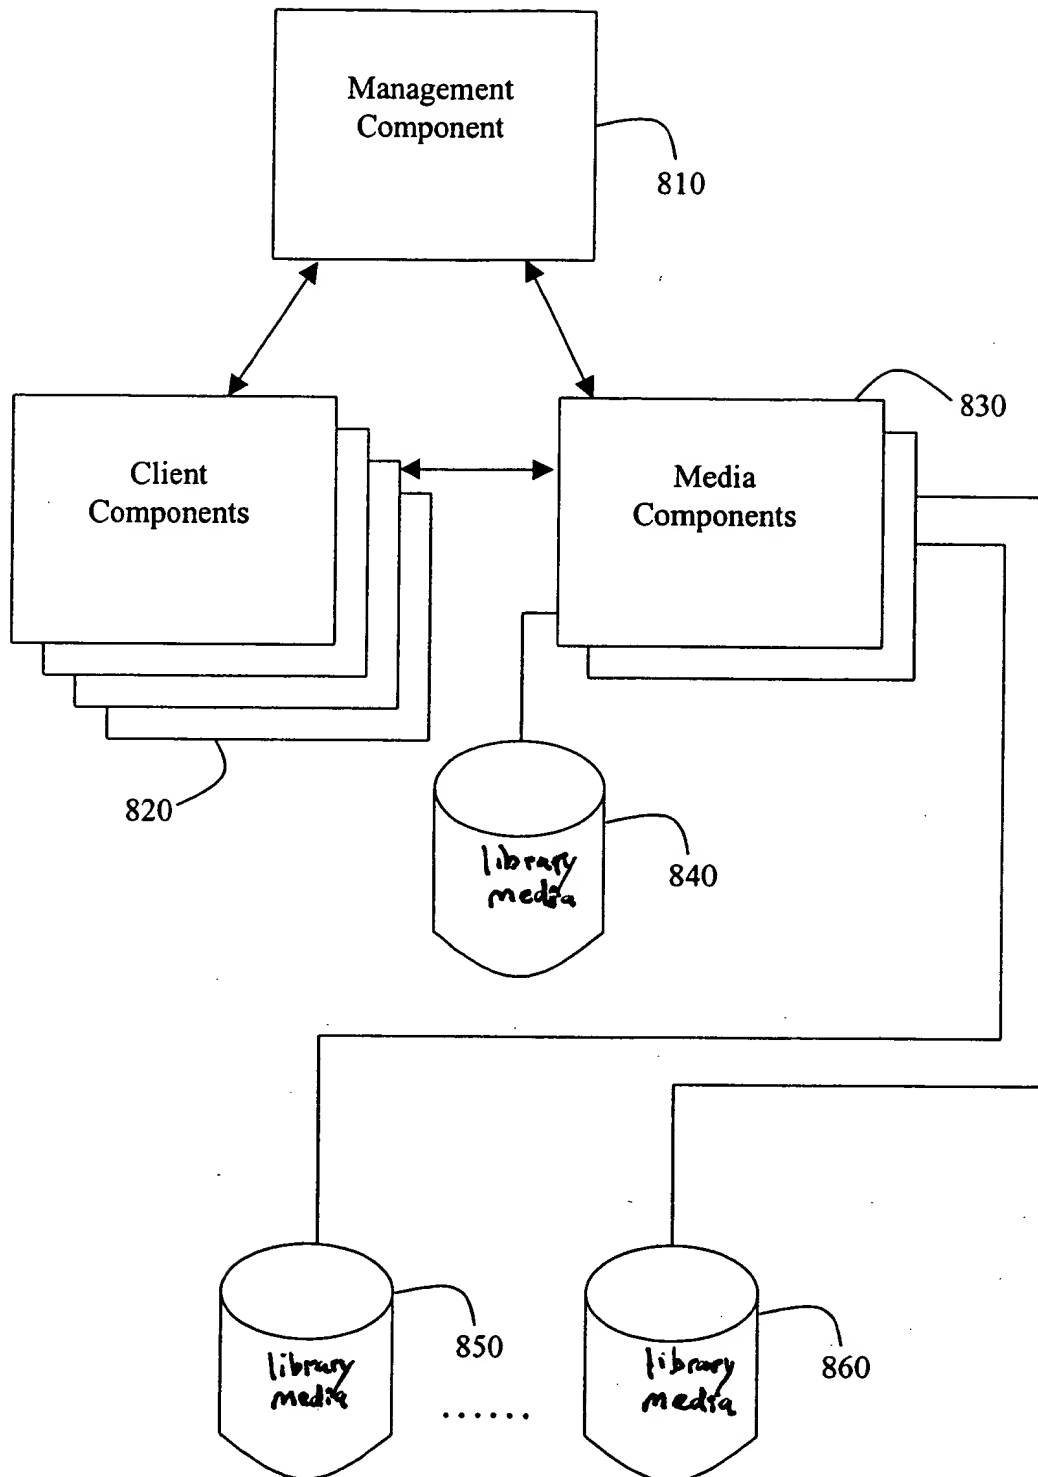 Management
Component
810
830
Client
Components
Media
Components
820
library
media
840
library
media
850
......
library
media
860